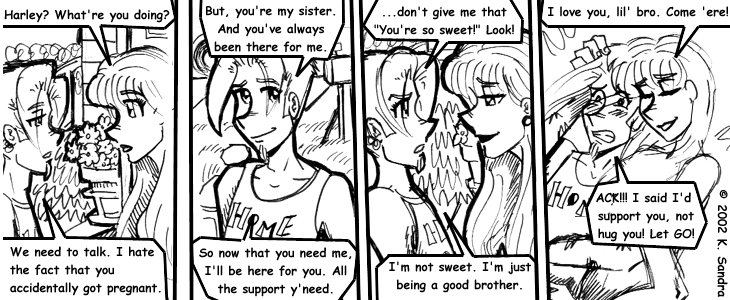 Harley? What're you doing?
We need to talk. I hate
the fact that you
accidentally got pregnant.
But, you're my sister.
And you've always
been there for me.
So now that you need me,
I'll be here for you. All
the support y'need.
...don't give me that
"You're so sweet!" Look!
I'm not sweet. I'm just
being a good brother.
I love you, lil' bro. Come 'ere!
ACK!!! I said I'd
support you, not
hug you! Let GO!
© 2002 K. Sandra